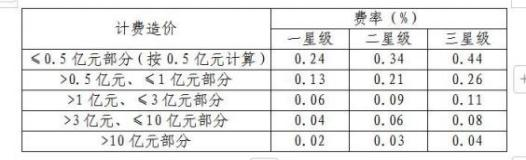 计费造价 费率（%）
一星级 二星级 三星级
≤0.5 亿元部分（按 0.5 亿元计算） 0.24 0.34 0.44
>0.5 亿元、≤1 亿元部分 0.13 0.21 0.26
>1 亿元、≤3 亿元部分 0.06 0.09 0.11
>3 亿元、≤10 亿元部分 0.04 0.06 0.08
>10 亿元部分 0.02 0.03 0.04